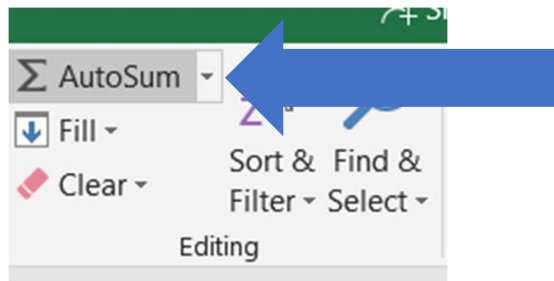 AutoSum
Fill
Clear
Sort &
Filter
Find &
Select
Editing